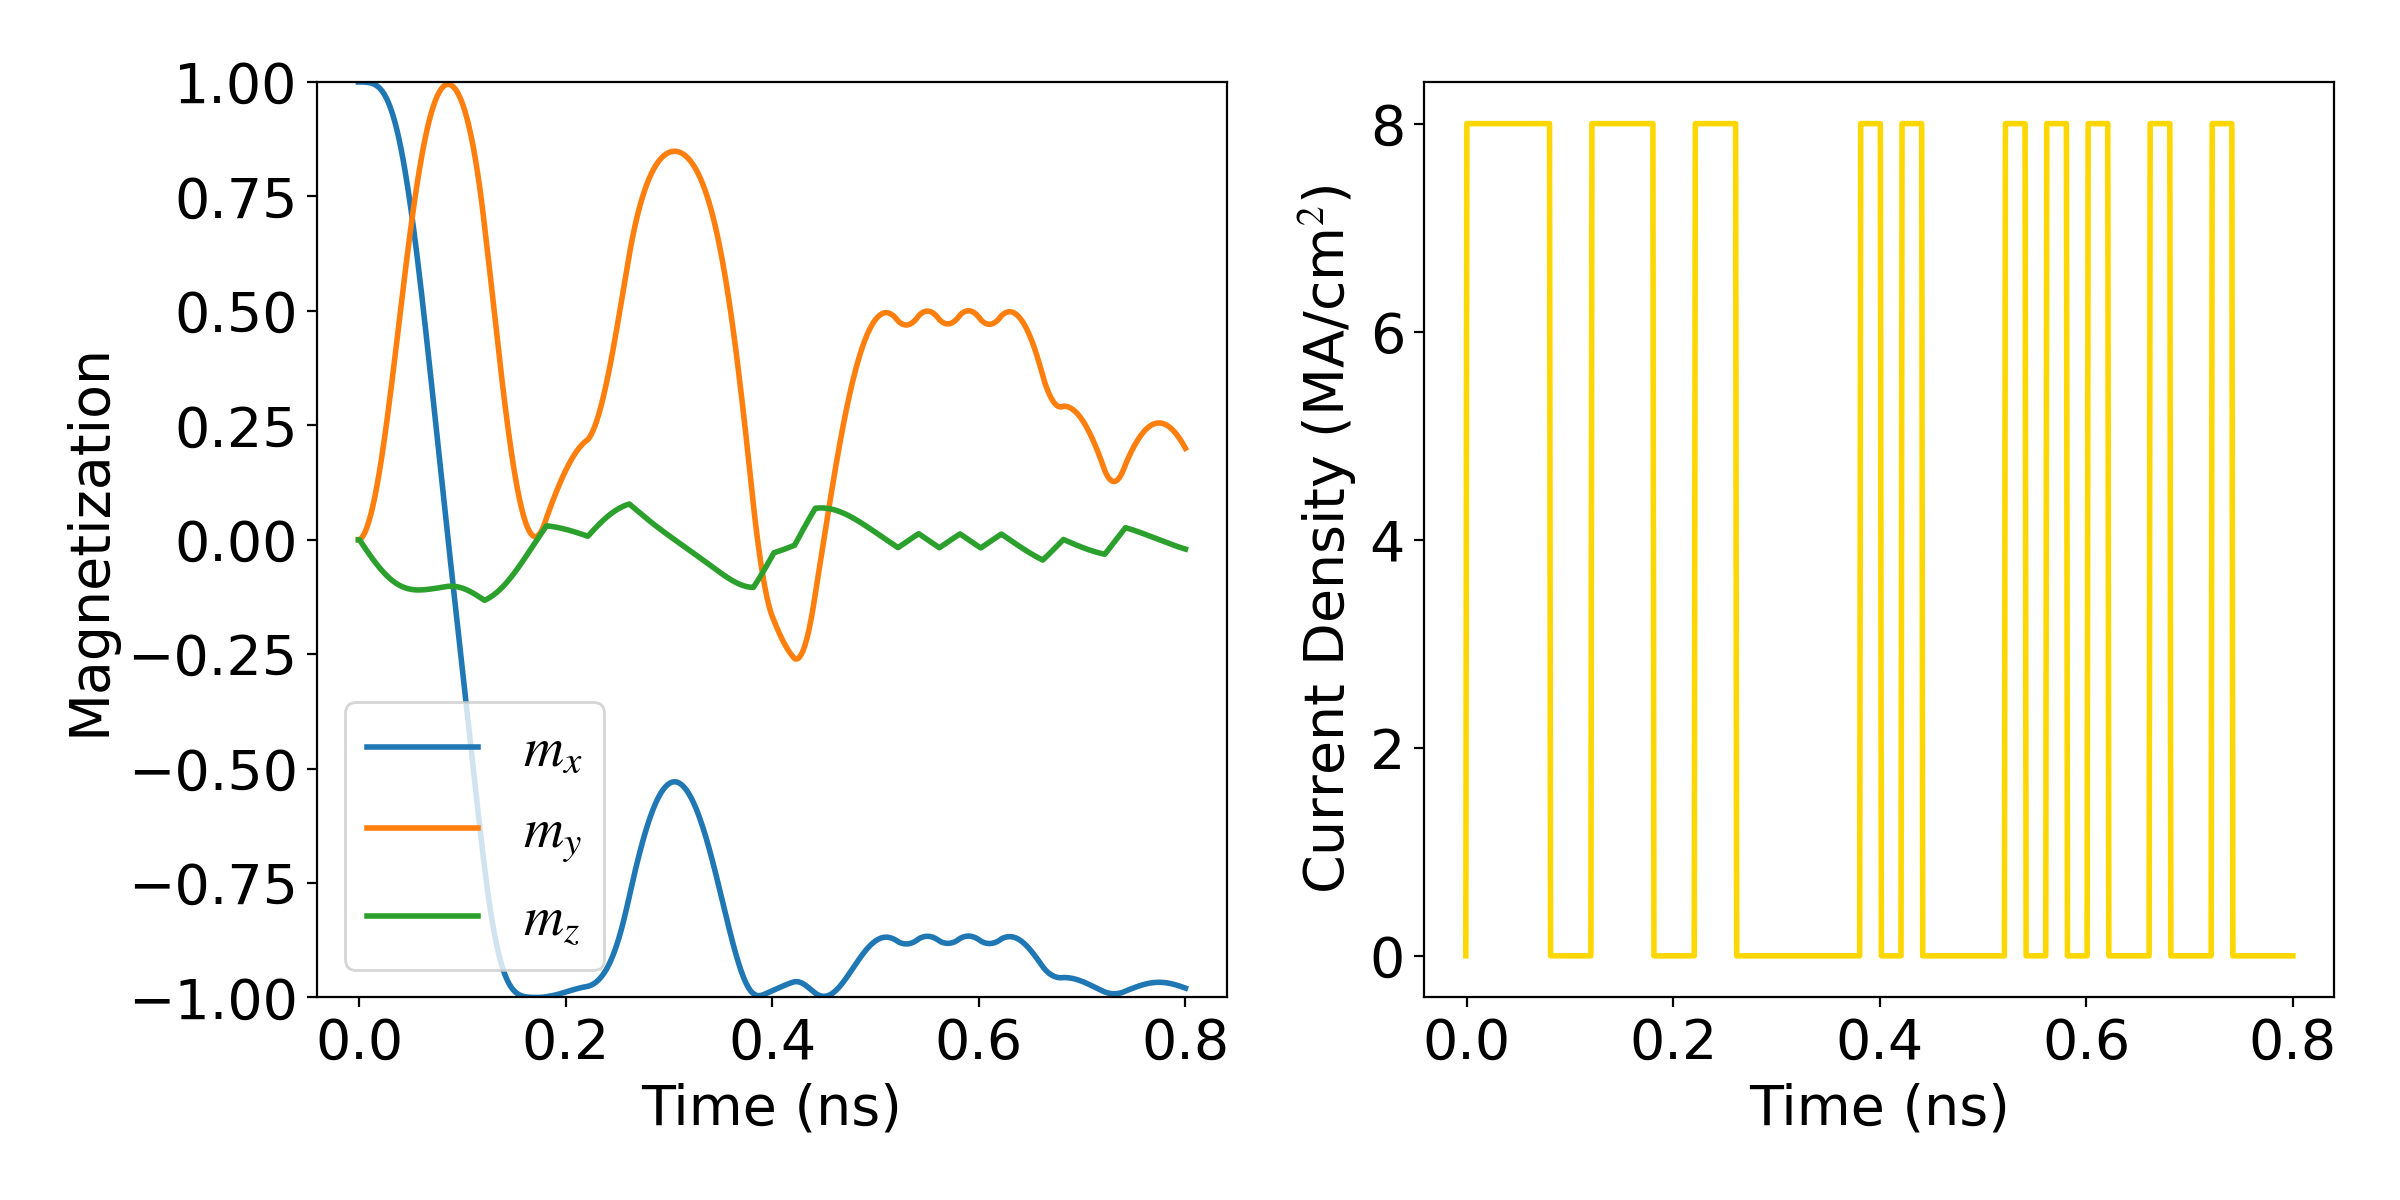 Magnetization
1.00
0.75
0.50
0.25
0.00
−0.25
−0.50
−0.75
−1.00
m_x
m_y
m_z
0.0 0.2 0.4 0.6 0.8
Time (ns)
Current Density (MA/cm²)
8
6
4
2
0
0.0 0.2 0.4 0.6 0.8
Time (ns)